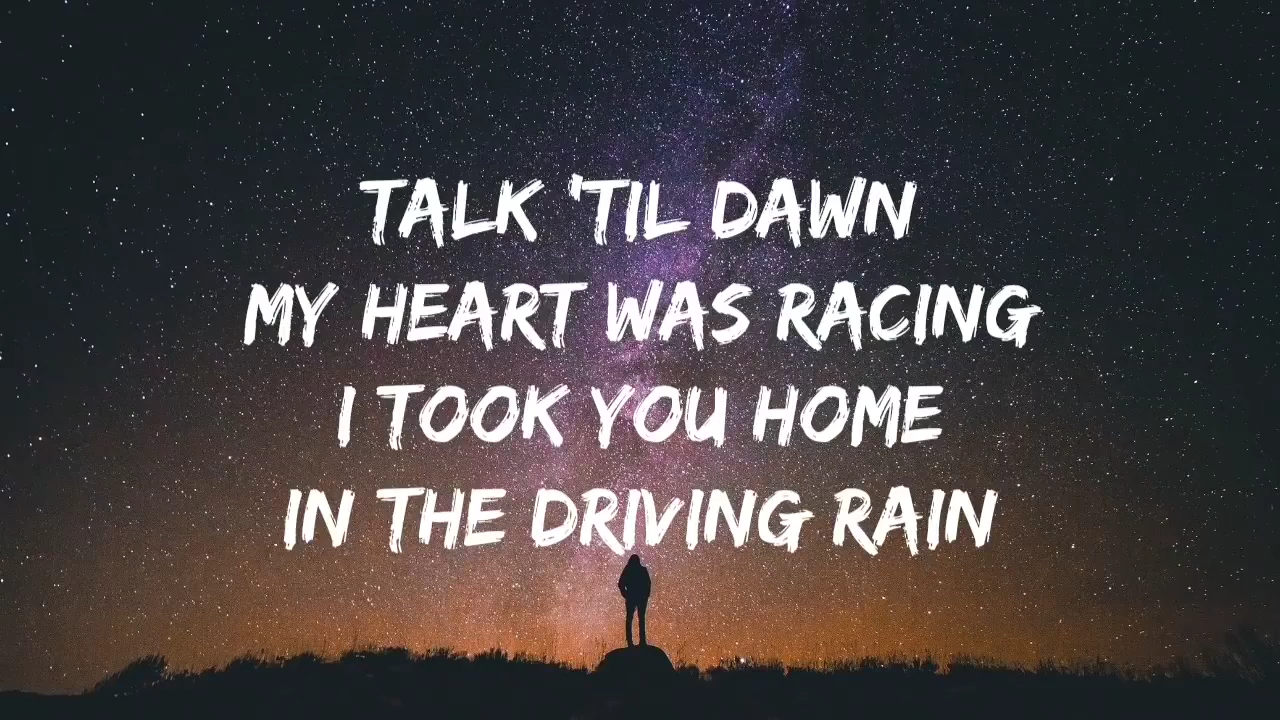 TALK 'TIL DAWN
MY HEART WAS RACING
I TOOK YOU HOME
IN THE DRIVING RAIN